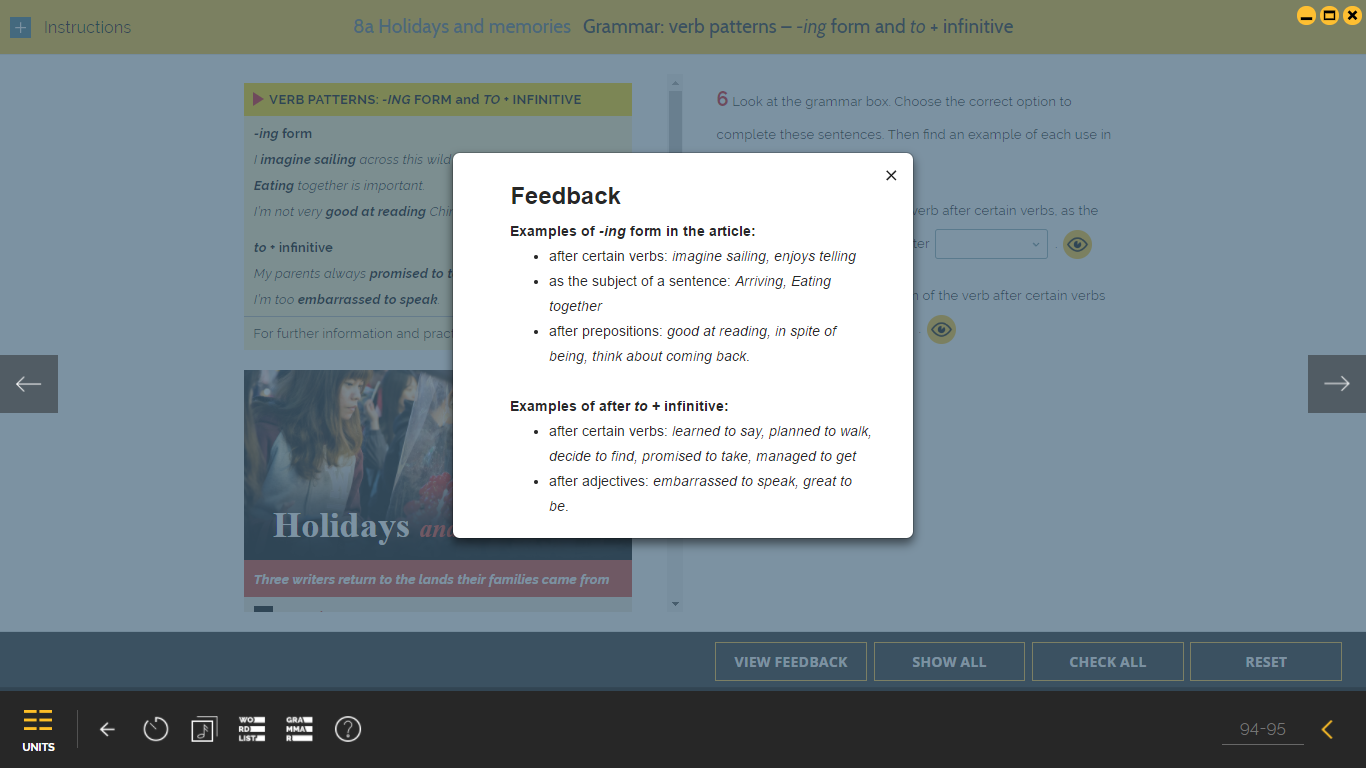 Instructions
8a Holidays and memories Grammar: verb patterns – -ing form and to + infinitive
VERB PATTERNS: -ING FORM and TO + INFINITIVE
-ing form
I imagine sailing across this wild
Eating together is important.
I'm not very good at reading Chi
to + infinitive
My parents always promised to t
I'm too embarrassed to speak
For further information and pract
Holidays and
Three writers return to the lands their families came from
6 Look at the grammar box. Choose the correct option to
complete these sentences. Then find an example of each use in
verb after certain verbs, as the
ter .
of the verb after certain verbs
.
Feedback
Examples of -ing form in the article:
• after certain verbs: imagine sailing, enjoys telling
• as the subject of a sentence: Arriving, Eating
together
• after prepositions: good at reading, in spite of
being, think about coming back.
Examples of after to + infinitive:
• after certain verbs: learned to say, planned to walk,
decide to find, promised to take, managed to get
• after adjectives: embarrassed to speak, great to
be.
VIEW FEEDBACK SHOW ALL CHECK ALL RESET
UNITS
WO
RD
LIST
GRA
MMA
R
?
94-95